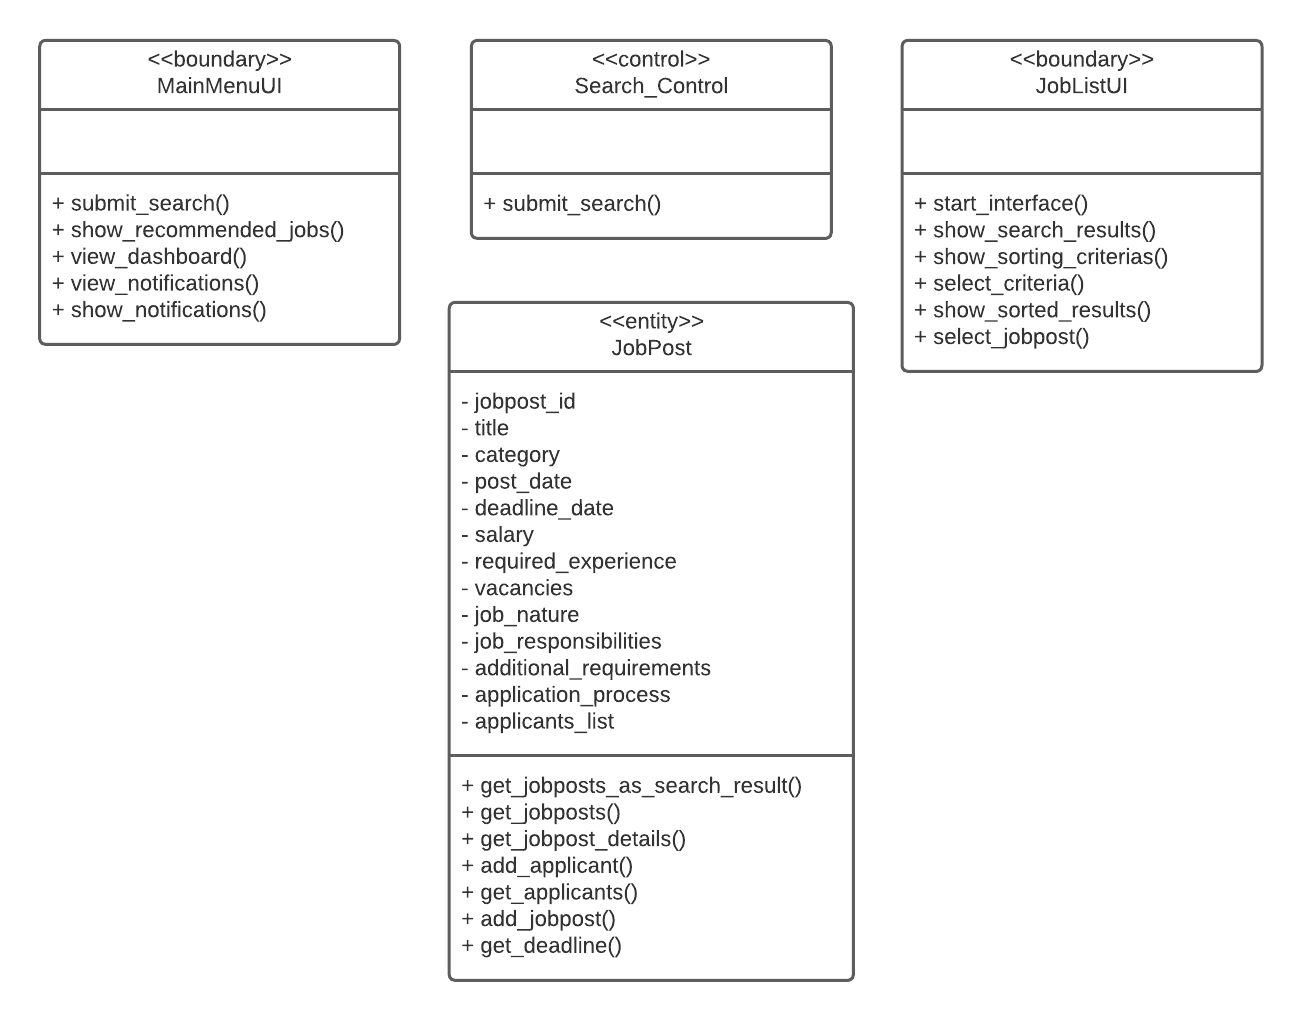 <<boundary>>
MainMenuUI
+ submit_search()
+ show_recommended_jobs()
+ view_dashboard()
+ view_notifications()
+ show_notifications()
<<control>>
Search_Control
+ submit_search()
<<boundary>>
JobListUI
+ start_interface()
+ show_search_results()
+ show_sorting_criterias()
+ select_criteria()
+ show_sorted_results()
+ select_jobpost()
<<entity>>
JobPost
- jobpost_id
- title
- category
- post_date
- deadline_date
- salary
- required_experience
- vacancies
- job_nature
- job_responsibilities
- additional_requirements
- application_process
- applicants_list
+ get_jobposts_as_search_result()
+ get_jobposts()
+ get_jobpost_details()
+ add_applicant()
+ get_applicants()
+ add_jobpost()
+ get_deadline()